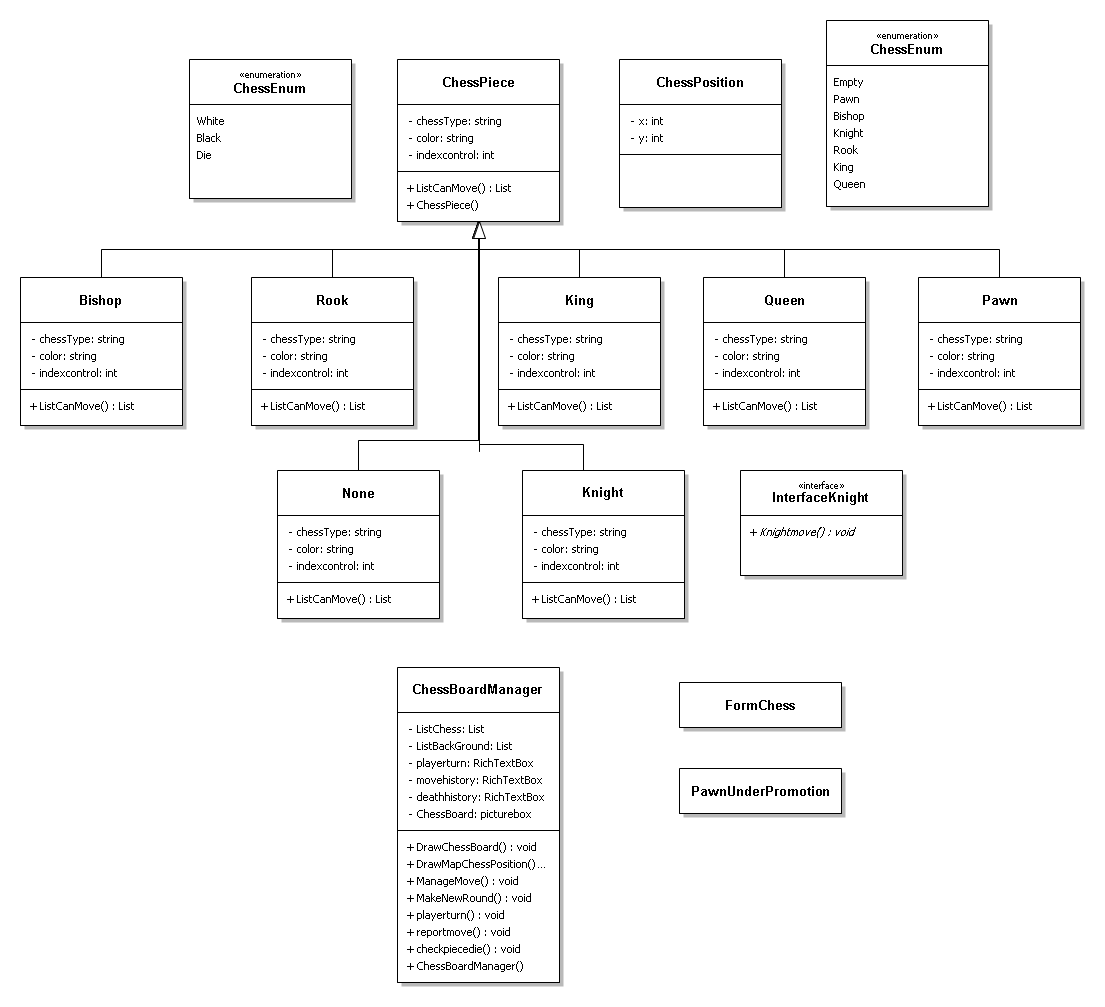 «enumeration»
ChessEnum
White
Black
Die
ChessPiece
- chessType: string
- color: string
- indexcontrol: int
+ ListCanMove() : List
+ ChessPiece()
ChessPosition
- x: int
- y: int
«enumeration»
ChessEnum
Empty
Pawn
Bishop
Knight
Rook
King
Queen
Bishop
- chessType: string
- color: string
- indexcontrol: int
+ ListCanMove() : List
Rook
- chessType: string
- color: string
- indexcontrol: int
+ ListCanMove() : List
King
- chessType: string
- color: string
- indexcontrol: int
+ ListCanMove() : List
Queen
- chessType: string
- color: string
- indexcontrol: int
+ ListCanMove() : List
Pawn
- chessType: string
- color: string
- indexcontrol: int
+ ListCanMove() : List
None
- chessType: string
- color: string
- indexcontrol: int
+ ListCanMove() : List
Knight
- chessType: string
- color: string
- indexcontrol: int
+ ListCanMove() : List
«interface»
InterfaceKnight
+ Knightmove() : void
ChessBoardManager
- ListChess: List
- ListBackGround: List
- playerturn: RichTextBox
- movehistory: RichTextBox
- deathhistory: RichTextBox
- ChessBoard: picturebox
+ DrawChessBoard() : void
+ DrawMapChessPosition()...
+ ManageMove() : void
+ MakeNewRound() : void
+ playerturn() : void
+ reportmove() : void
+ checkpiecedie() : void
+ ChessBoardManager()
FormChess
PawnUnderPromotion